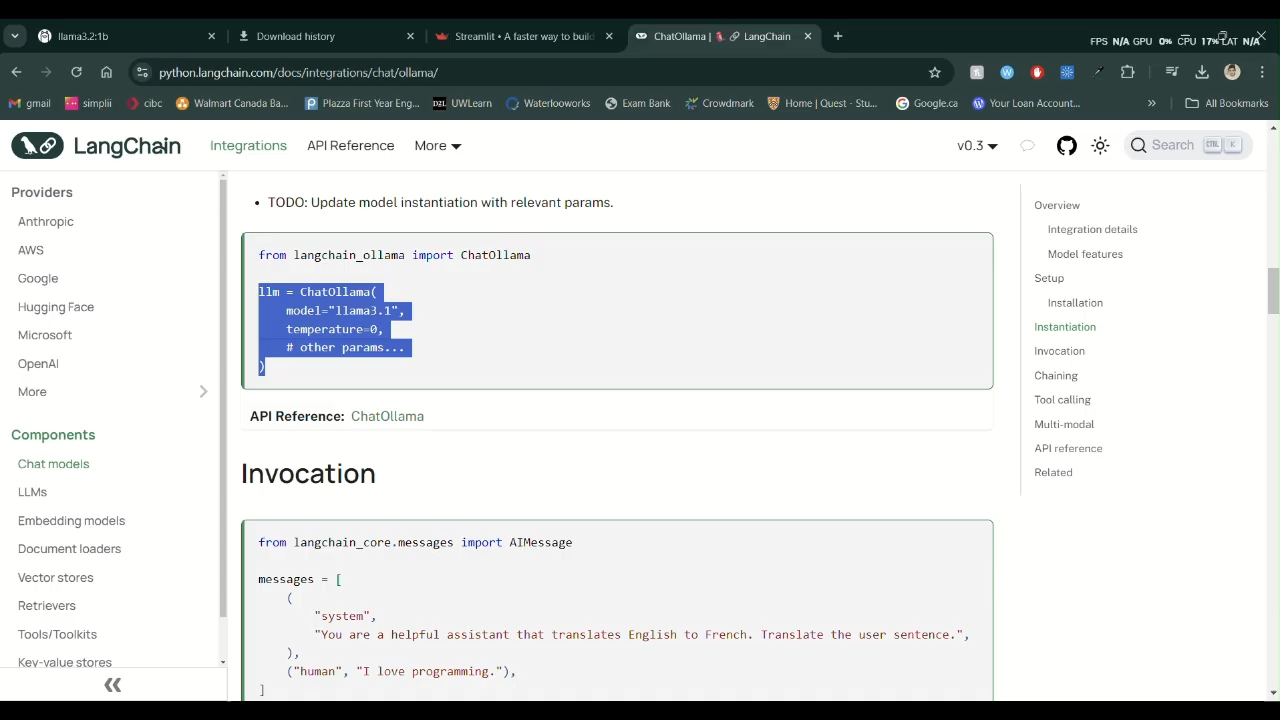 llama3.2:1b
Download history
Streamlit • A faster way to build
ChatOllama | LangChain
FPS N/A GPU 0% CPU 17% LAT N/A
python.langchain.com/docs/integrations/chat/ollama/
gmail
simplii
cibc
Walmart Canada Ba...
Piazza First Year Eng...
UWLearn
Waterlooworks
Exam Bank
Crowdmark
Home | Quest - Stu...
Google.ca
Your Loan Account...
All Bookmarks
LangChain
Integrations
API Reference
More
v0.3
Search CTRL K
Providers
Anthropic
AWS
Google
Hugging Face
Microsoft
OpenAI
More
Components
Chat models
LLMs
Embedding models
Document loaders
Vector stores
Retrievers
Tools/Toolkits
Key-value stores
• TODO: Update model instantiation with relevant params.
from langchain_ollama import ChatOllama
llm = ChatOllama(
model="llama3.1",
temperature=0,
# other params...
)
API Reference: ChatOllama
Invocation
from langchain_core.messages import AIMessage
messages = [
(
"system",
"You are a helpful assistant that translates English to French. Translate the user sentence.",
),
("human", "I love programming."),
]
Overview
Integration details
Model features
Setup
Installation
Instantiation
Invocation
Chaining
Tool calling
Multi-modal
API reference
Related